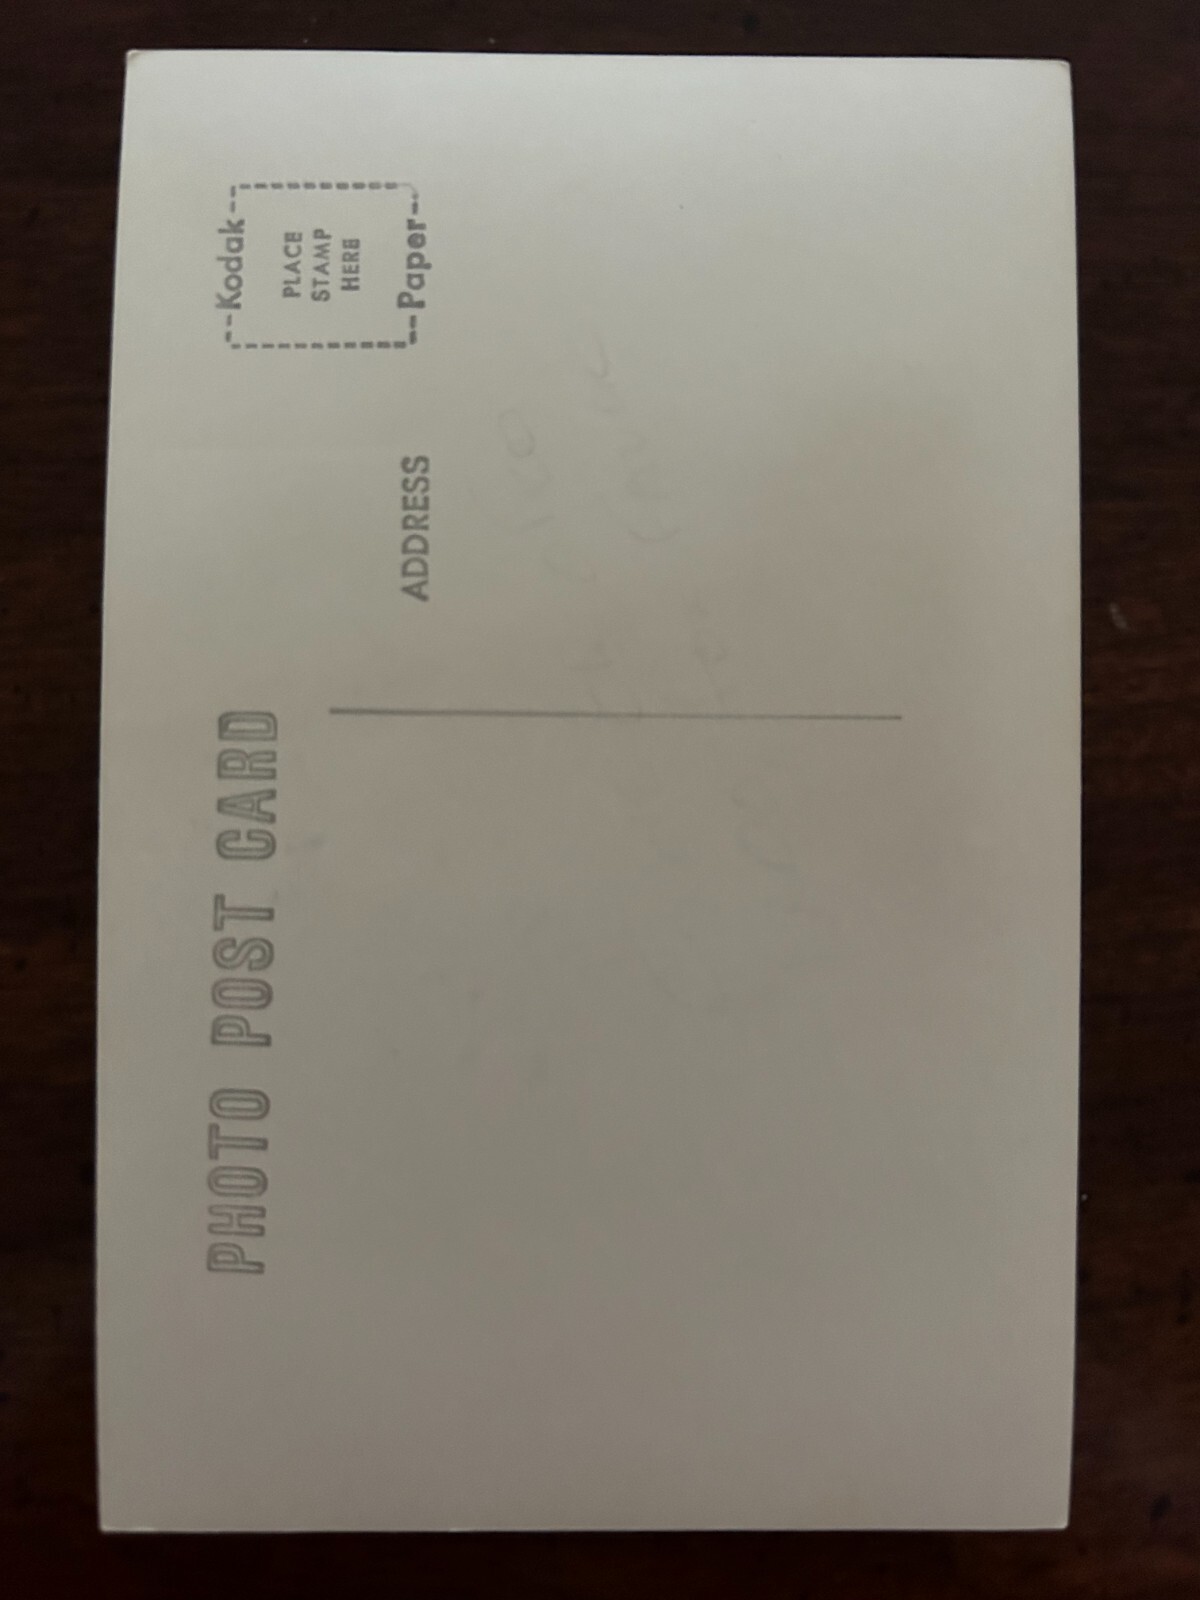 PHOTO POST CARD
Kodak
PLACE
STAMP
HERE
Paper
ADDRESS